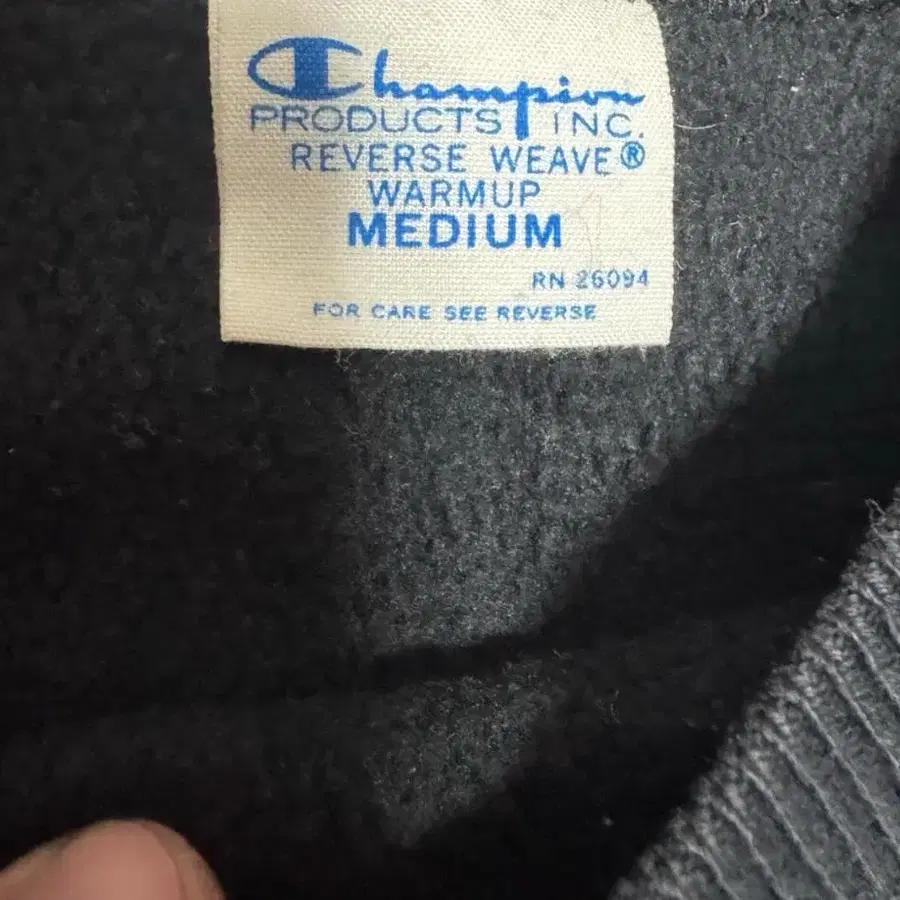 Champion
PRODUCTS INC.
REVERSE WEAVE®
WARMUP
MEDIUM
RN 26094
FOR CARE SEE REVERSE